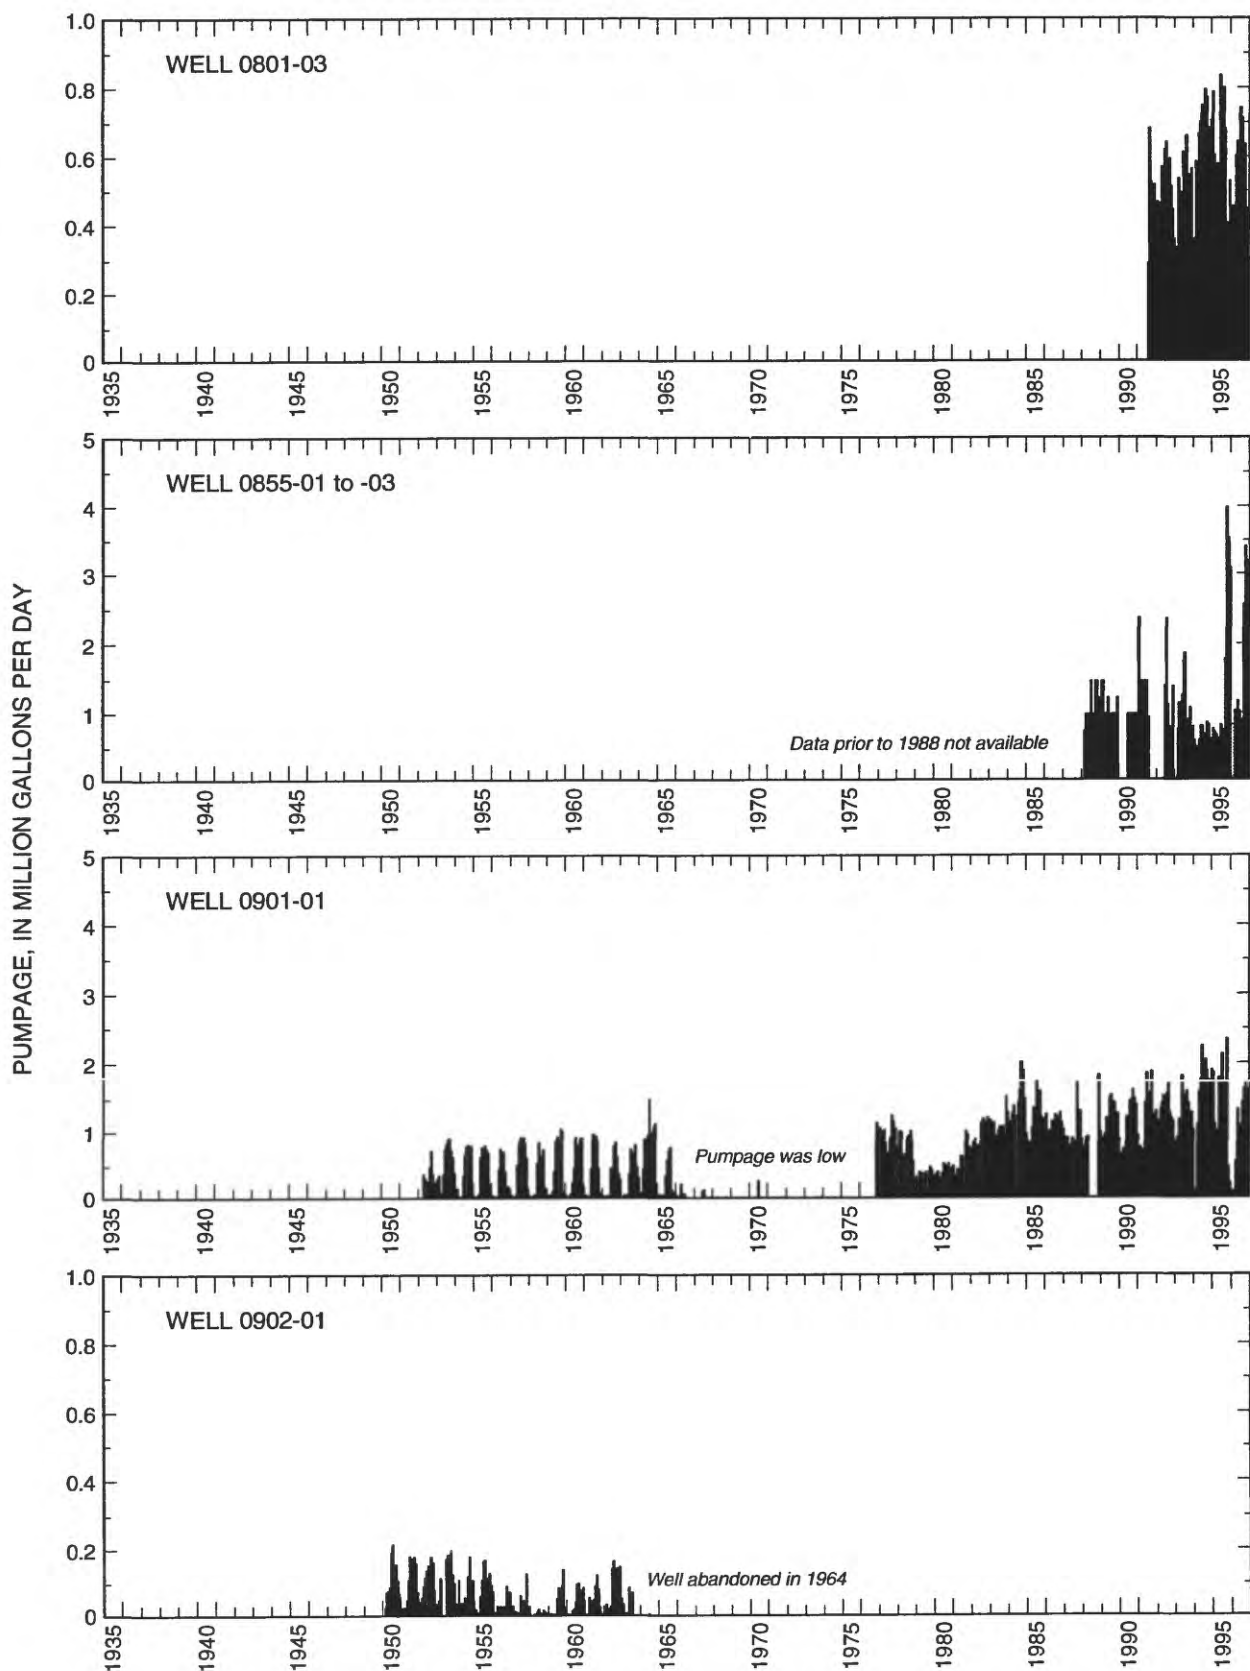 PUMPAGE, IN MILLION GALLONS PER DAY
WELL 0801-03
1.0
0.8
0.6
0.4
0.2
0
1935 1940 1945 1950 1955 1960 1965 1970 1975 1980 1985 1990 1995
WELL 0855-01 to -03
5
4
3
2
1
0
Data prior to 1988 not available
1935 1940 1945 1950 1955 1960 1965 1970 1975 1980 1985 1990 1995
WELL 0901-01
5
4
3
2
1
0
Pumpage was low
1935 1940 1945 1950 1955 1960 1965 1970 1975 1980 1985 1990 1995
WELL 0902-01
1.0
0.8
0.6
0.4
0.2
0
Well abandoned in 1964
1935 1940 1945 1950 1955 1960 1965 1970 1975 1980 1985 1990 1995